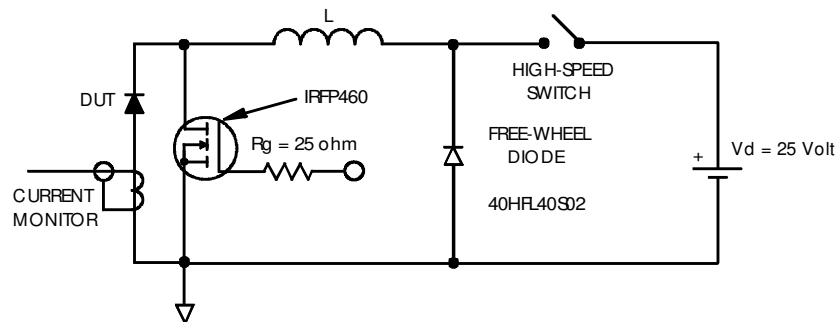 L
DUT
IRFP460
Rg = 25 ohm
CURRENT
MONITOR
HIGH-SPEED
SWITCH
FREE-WHEEL
DIODE
40HFL40S02
+
Vd = 25 Volt